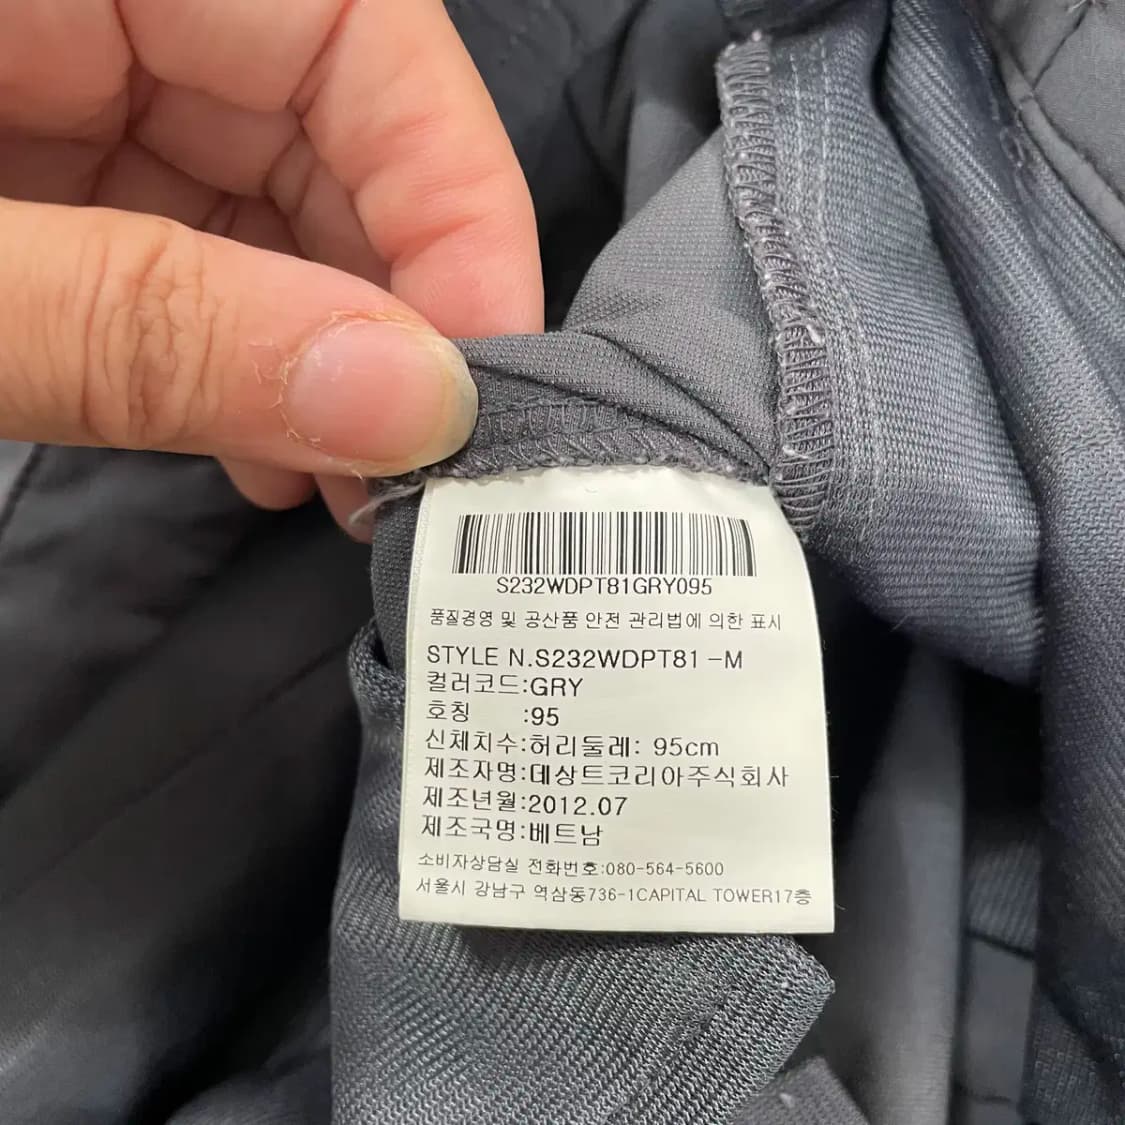 S232WDPT81GRY095
품질경영 및 공산품 안전 관리법에 의한 표시
STYLE N.S232WDPT81-M
컬러코드:GRY
호칭 :95
신체치수:허리둘레: 95cm
제조자명:데상트코리아주식회사
제조년월:2012.07
제조국명:베트남
소비자상담실 전화번호:080-564-5600
서울시 강남구 역삼동736-1CAPITAL TOWER17층